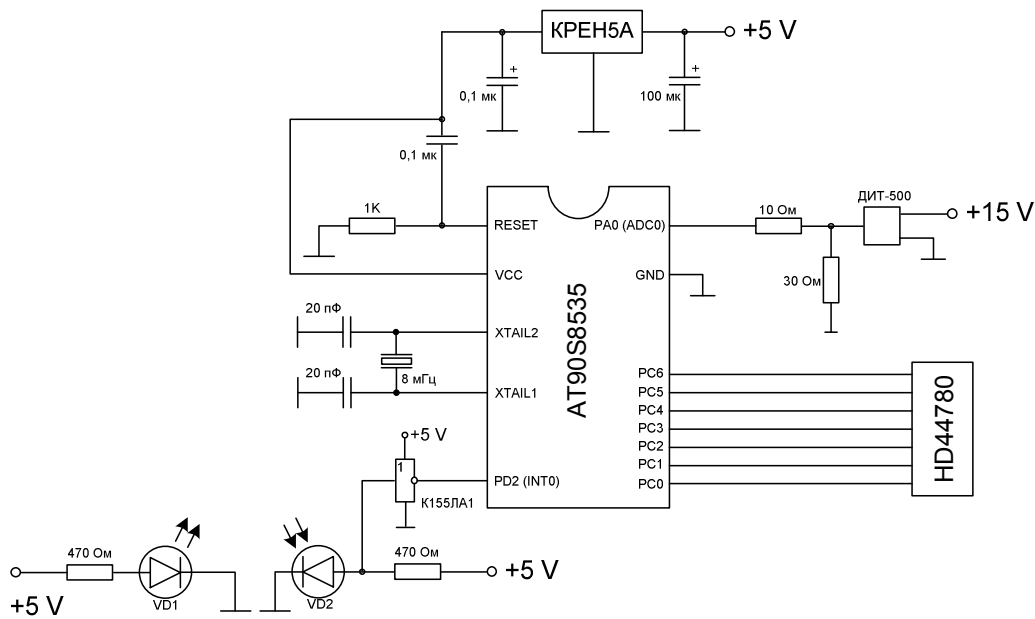 КРЕН5А
+5 V
+
0,1 мк
+
100 мк
0,1 мк
1K
RESET
PA0 (ADC0)
10 Ом
ДИТ-500
+15 V
VCC
GND
30 Ом
20 пФ
XTAIL2
8 мГц
20 пФ
XTAIL1
AT90S8535
PC6
PC5
PC4
PC3
PC2
PC1
PC0
HD44780
+5 V
1
PD2 (INT0)
К155ЛА1
470 Ом
+5 V
VD1
VD2
470 Ом
+5 V